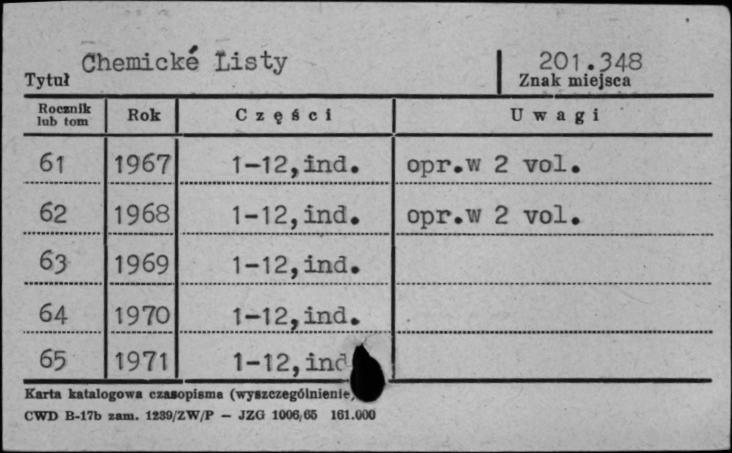 Tytuł Chemické Listy 201.348
Znak miejsca
Rocznik lub tom Rok Części Uwagi
61 1967 1-12,ind. opr.w 2 vol.
62 1968 1-12,ind. opr.w 2 vol.
63 1969 1-12,ind.
64 1970 1-12,ind.
65 1971 1-12,ind
Karta katalogowa czasopisma (wyszczególnienie)
CWD B-17b zam. 1239/ZW/P — JZG 1006/65 161.000